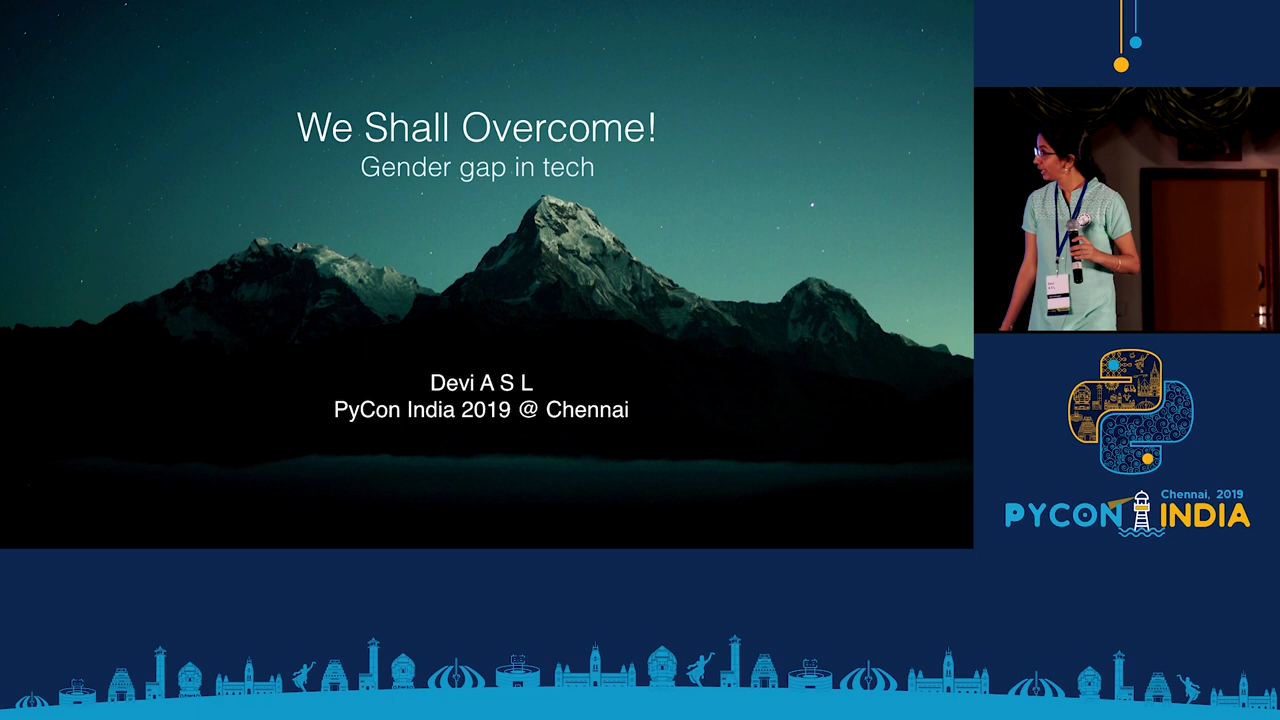 We Shall Overcome!
Gender gap in tech
Devi A S L
PyCon India 2019 @ Chennai
Chennai, 2019
PYCON INDIA